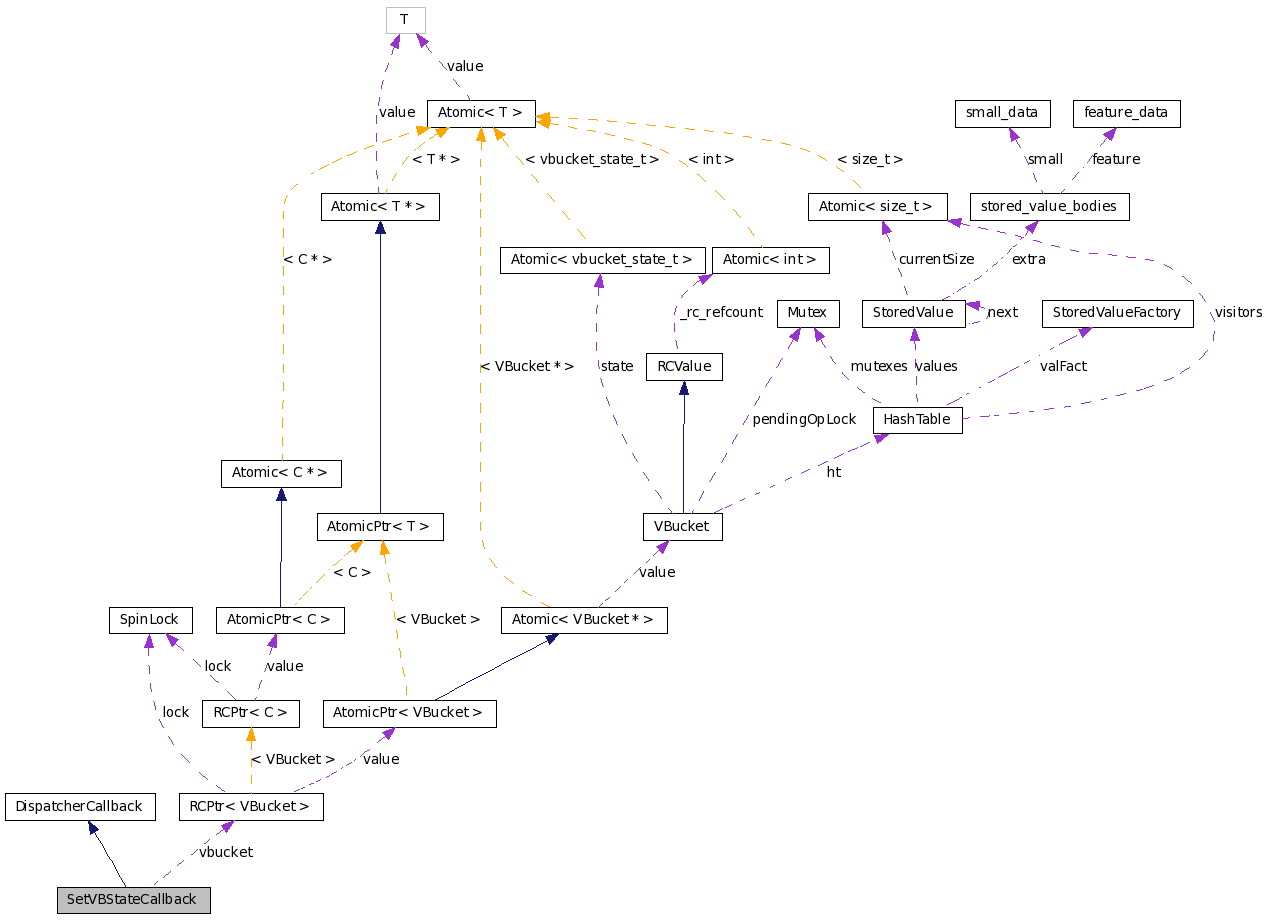 T
value
Atomic< T >
small_data
feature_data
value
< T * >
< vbucket_state_t >
< int >
< size_t >
small
feature
Atomic< T * >
Atomic< size_t >
stored_value_bodies
< C * >
Atomic< vbucket_state_t >
Atomic< int >
currentSize
extra
_rc_refcount
Mutex
StoredValue
next
StoredValueFactory
visitors
< VBucket * >
state
RCValue
mutexes
values
valFact
pendingOpLock
HashTable
Atomic< C * >
ht
AtomicPtr< T >
VBucket
< C >
value
SpinLock
AtomicPtr< C >
< VBucket >
Atomic< VBucket * >
lock
value
lock
RCPtr< C >
AtomicPtr< VBucket >
< VBucket >
value
DispatcherCallback
RCPtr< VBucket >
vbucket
SetVBStateCallback